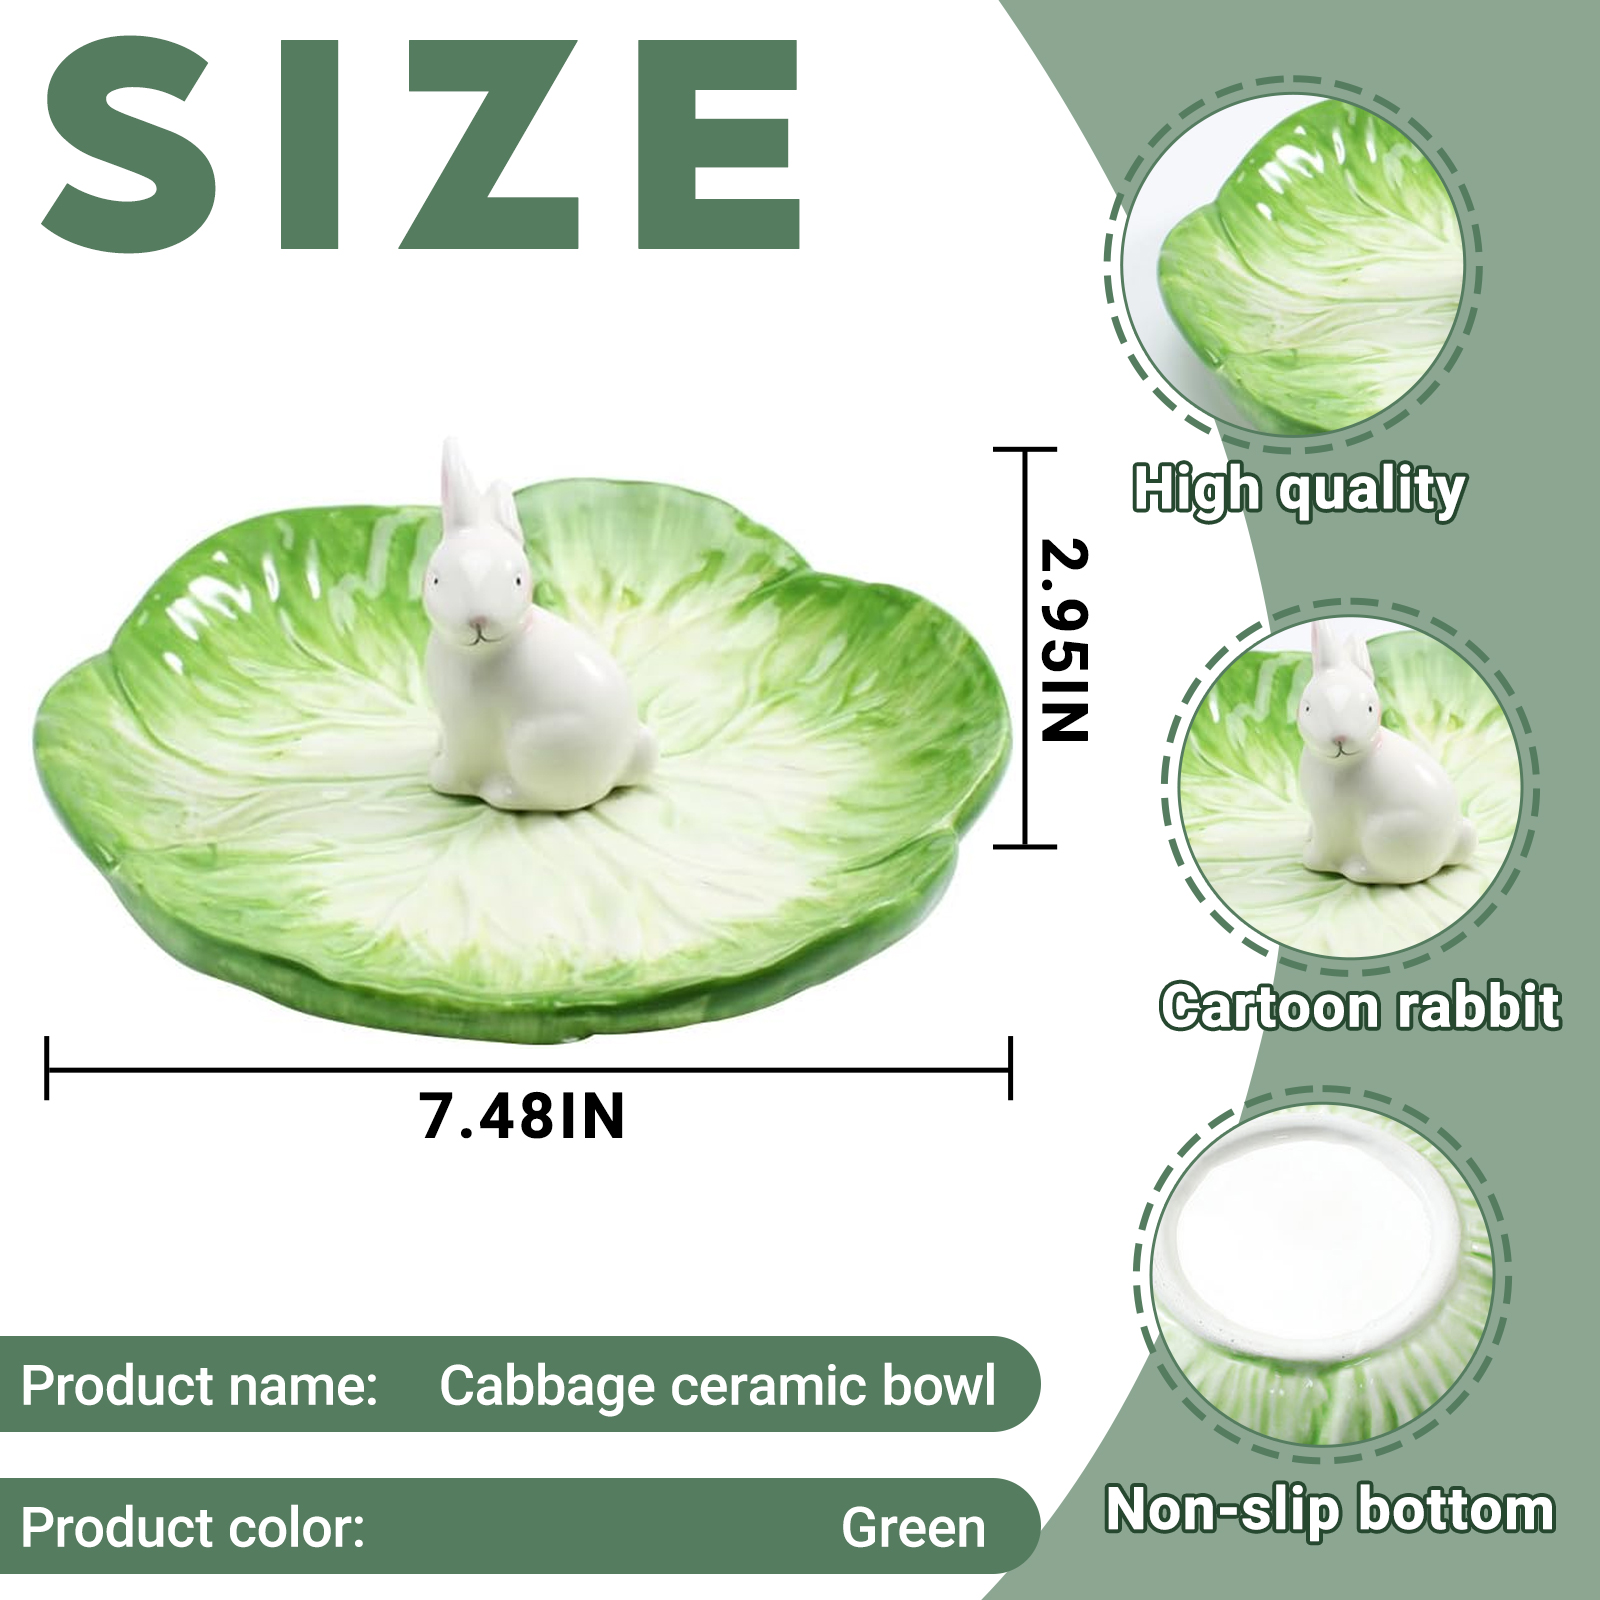 SIZE
2.95IN
7.48IN
High quality
Cartoon rabbit
Non-slip bottom
Product name: Cabbage ceramic bowl
Product color: Green